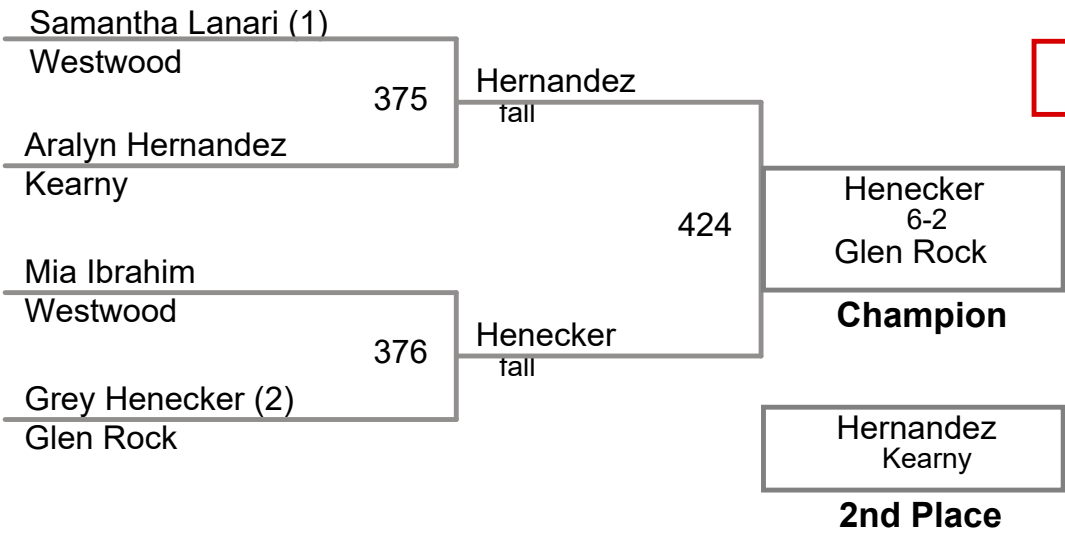 Samantha Lanari (1)
Westwood
375
Aralyn Hernandez
Kearny
Hernandez
fall
Mia Ibrahim
Westwood
376
Grey Henecker (2)
Glen Rock
Henecker
fall
424
Henecker
6-2
Glen Rock
Champion
Hernandez
Kearny
2nd Place